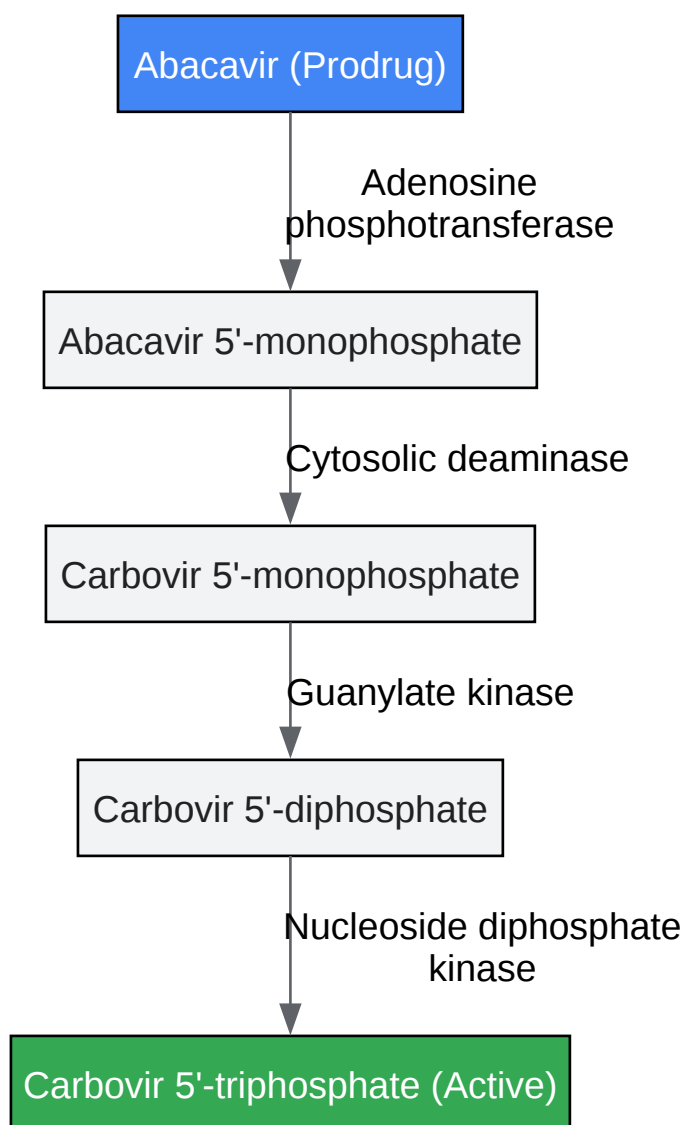 Abacavir (Prodrug)
Adenosine
phosphotransferase
Abacavir 5'-monophosphate
Cytosolic deaminase
Carbovir 5'-monophosphate
Guanylate kinase
Carbovir 5'-diphosphate
Nucleoside diphosphate
kinase
Carbovir 5'-triphosphate (Active)